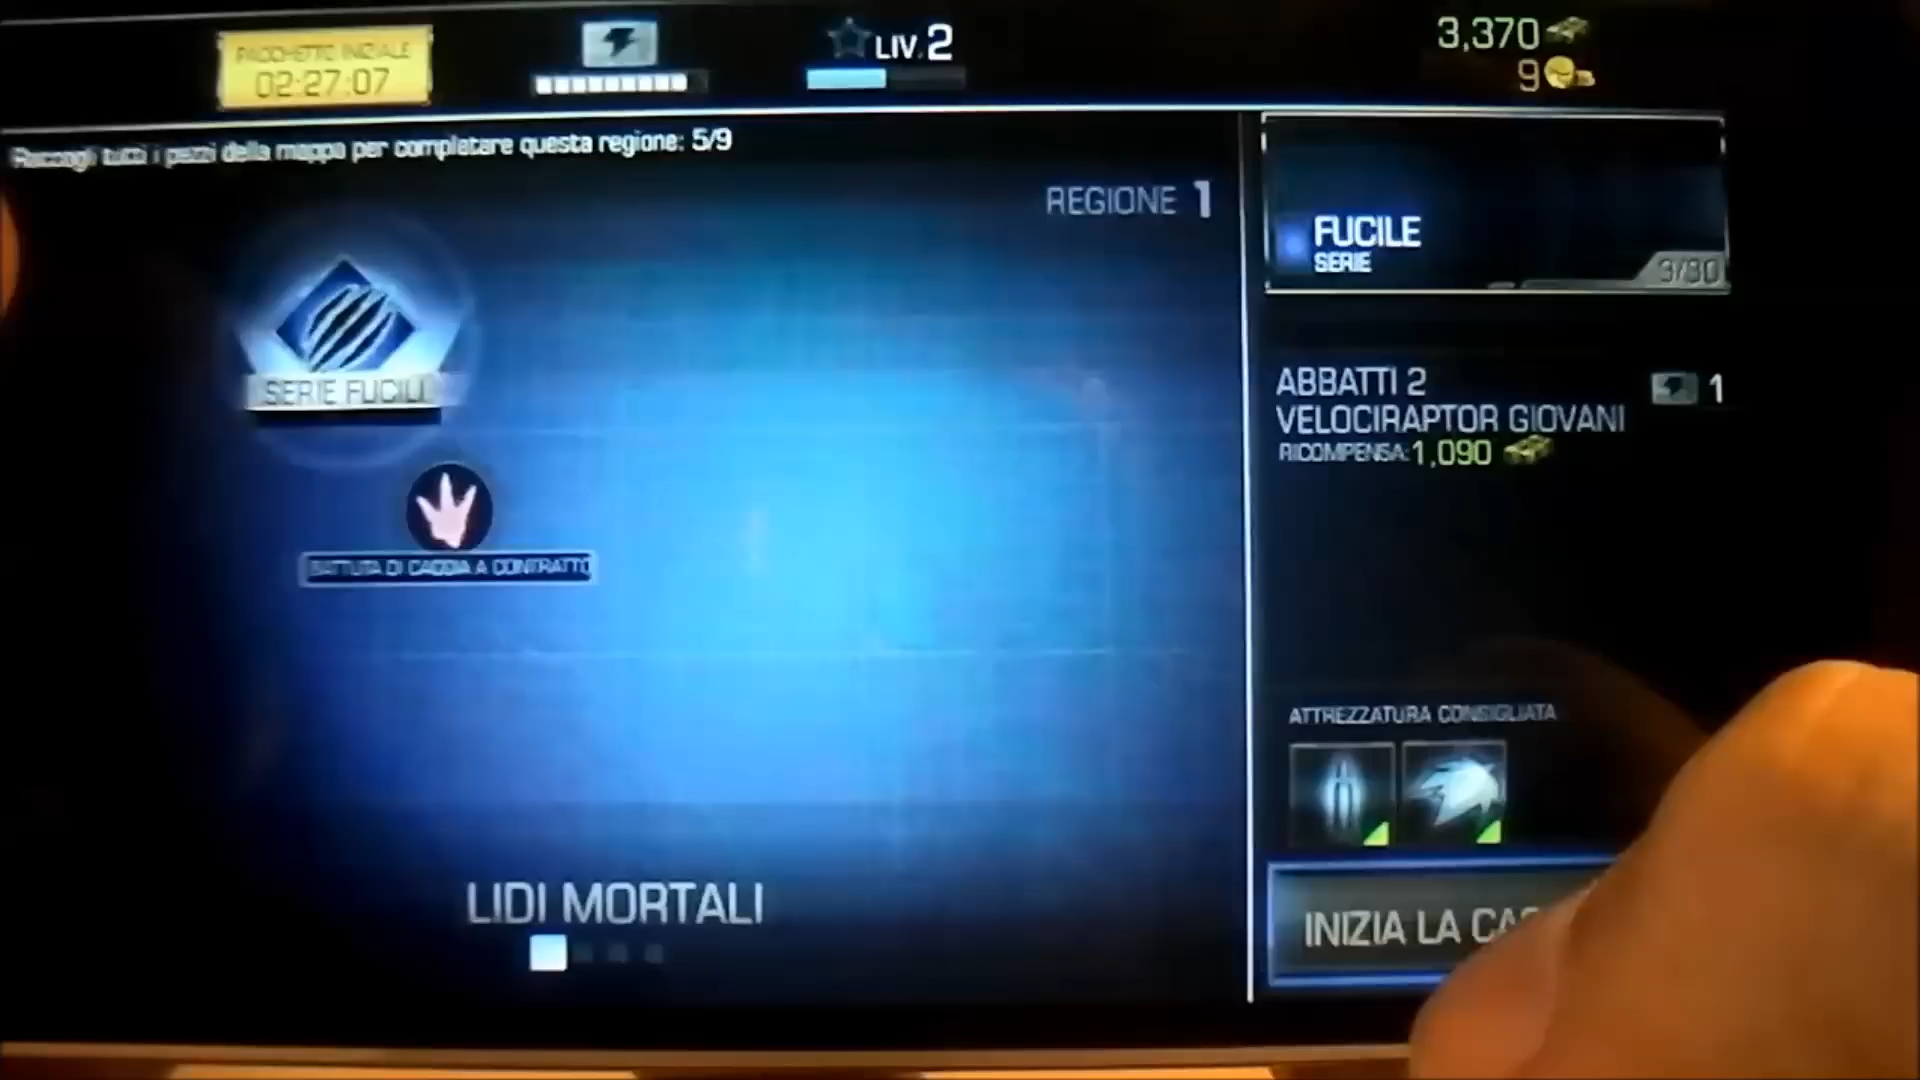 PACCHETTO INIZIALE
02:27:07
LIV. 2
3,370
9
Raccogli tutti i pezzi della mappa per completare questa regione: 5/9
REGIONE 1
SERIE FUCILI
BATTUTA DI CACCIA A CONTRATTO
LIDI MORTALI
FUCILE
SERIE
3/30
ABBATTI 2
VELOCIRAPTOR GIOVANI
1
RICOMPENSA: 1,090
ATTREZZATURA CONSIGLIATA
INIZIA LA